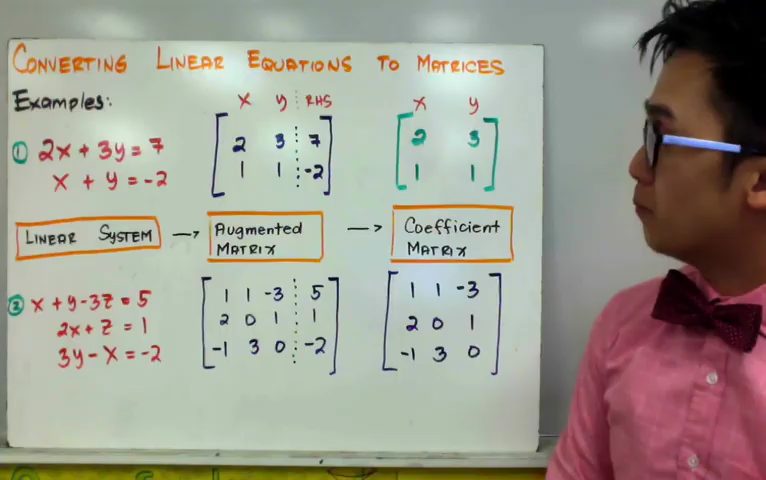 CONVERTING LINEAR EQUATIONS TO MATRICES
Examples:
x y RHS
x y
① 2x + 3y = 7
x + y = -2
2 3 7
1 1 -2
2 3
1 1
LINEAR SYSTEM → Augmented MATRIX → Coefficient MATRIX
② x + y - 3z = 5
2x + z = 1
3y - x = -2
1 1 -3 5
2 0 1 1
-1 3 0 -2
1 1 -3
2 0 1
-1 3 0